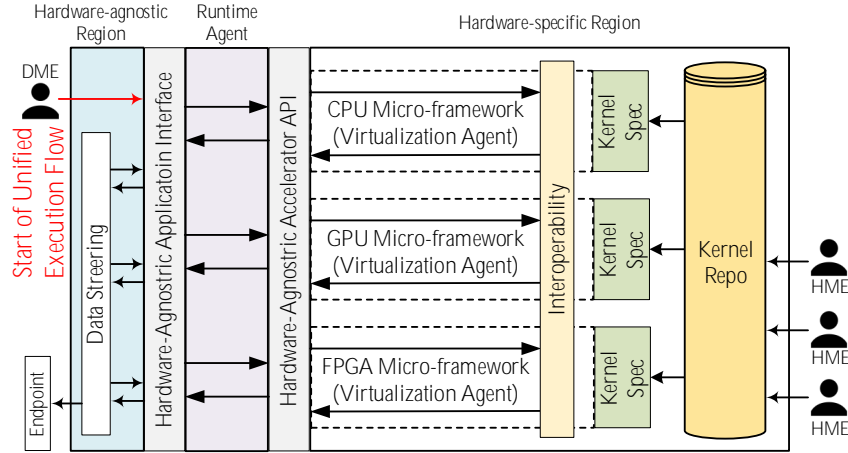 Hardware-agnostic
Region
Runtime
Agent
Hardware-specific Region
DME
Start of Unified
Execution Flow
Data Streering
Endpoint
Hardware-Agnostric Applicatoin Interface
Hardware- Agnostric Accelerator API
CPU Micro-framework
(Virtualization Agent)
GPU Micro-framework
(Virtualization Agent)
FPGA Micro-framework
(Virtualization Agent)
Interoperability
Kernel
Spec
Kernel
Spec
Kernel
Spec
Kernel
Repo
HME
HME
HME